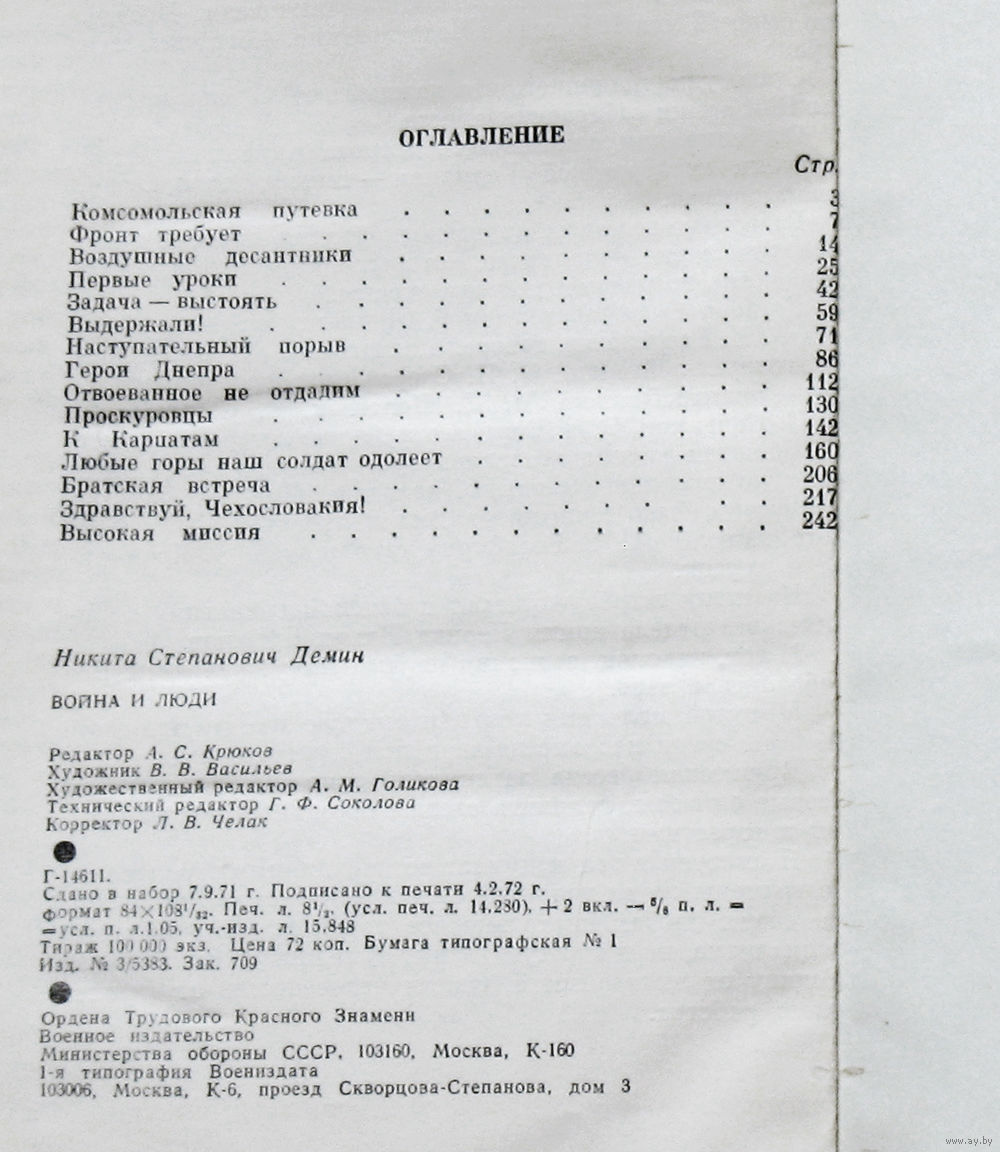 ОГЛАВЛЕНИЕ
Стр.
Комсомольская путевка . . . . . . . . . . 3
Фронт требует . . . . . . . . . . . . . 7
Воздушные десантники . . . . . . . . . . 14
Первые уроки . . . . . . . . . . . . . 25
Задача — выстоять . . . . . . . . . . . . 42
Выдержали! . . . . . . . . . . . . . 59
Наступательный порыв . . . . . . . . . . 71
Герои Днепра . . . . . . . . . . . . . 86
Отвоеванное не отдадим . . . . . . . . . . 112
Проскуровцы . . . . . . . . . . . . . 130
К Карпатам . . . . . . . . . . . . . 142
Любые горы наш солдат одолеет . . . . . . . . 160
Братская встреча . . . . . . . . . . . . 206
Здравствуй, Чехословакия! . . . . . . . . . 217
Высокая миссия . . . . . . . . . . . . 242
Никита Степанович Демин
ВОЙНА И ЛЮДИ
Редактор А. С. Крюков
Художник В. В. Васильев
Художественный редактор А. М. Голикова
Технический редактор Г. Ф. Соколова
Корректор Л. В. Челак
Г-14611.
Сдано в набор 7.9.71 г. Подписано к печати 4.2.72 г.
формат 84×108¹/₃₂. Печ. л. 8¹/₂. (усл. печ. л. 14,280). + 2 вкл. — ⁵/₈ п. л. =
= усл. п. л.1,05, уч.-изд. л. 15,848
Тираж 100 000 экз. Цена 72 коп. Бумага типографская № 1
Изд. № 3/5383. Зак. 709
Ордена Трудового Красного Знамени
Военное издательство
Министерства обороны СССР, 103160, Москва, К-160
1-я типография Воениздата
103006, Москва, К-6, проезд Скворцова-Степанова, дом 3
www.ay.by